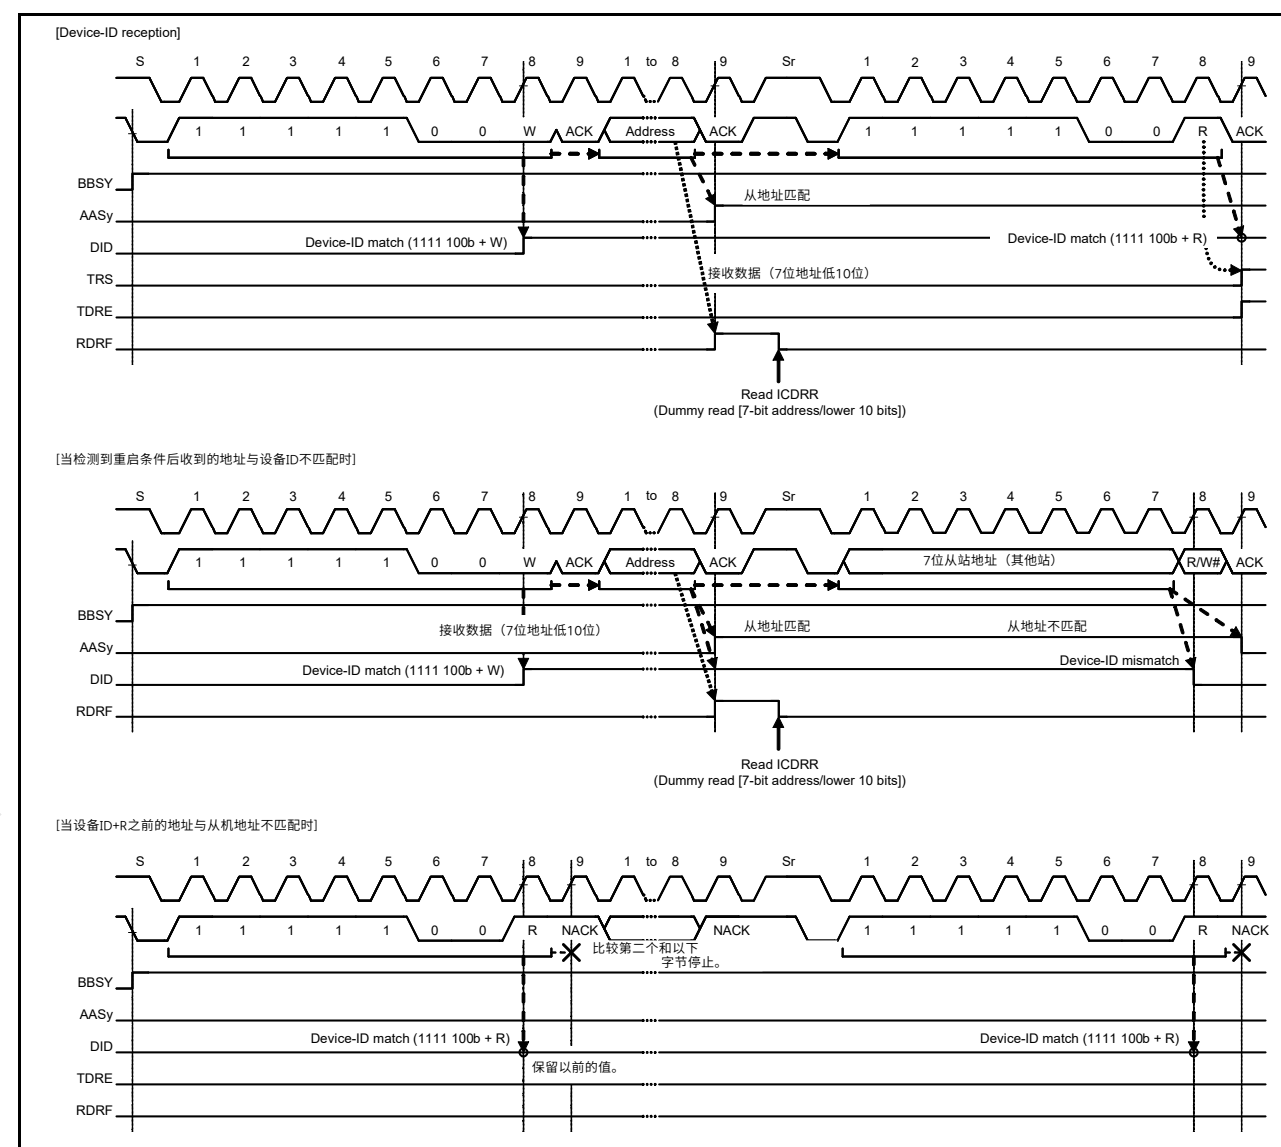 [Device-ID reception]
S 1 2 3 4 5 6 7 8 9 1 to 8 9 Sr 1 2 3 4 5 6 7 8 9
1 1 1 1 1 0 0 W ACK Address ACK 1 1 1 1 1 0 0 R ACK
BBSY
从地址匹配
AASy
Device-ID match (1111 100b + W) Device-ID match (1111 100b + R)
DID
接收数据（7位地址低10位）
TRS
TDRE
RDRF
Read ICDRR
(Dummy read [7-bit address/lower 10 bits])
[当检测到重启条件后收到的地址与设备ID不匹配时]
S 1 2 3 4 5 6 7 8 9 1 to 8 9 Sr 1 2 3 4 5 6 7 8 9
1 1 1 1 1 0 0 W ACK Address ACK 7位从站地址（其他站） R/W# ACK
BBSY
接收数据（7位地址低10位） 从地址匹配 从地址不匹配
AASy
Device-ID match (1111 100b + W) Device-ID mismatch
DID
RDRF
Read ICDRR
(Dummy read [7-bit address/lower 10 bits])
[当设备ID+R之前的地址与从机地址不匹配时]
S 1 2 3 4 5 6 7 8 9 1 to 8 9 Sr 1 2 3 4 5 6 7 8 9
1 1 1 1 1 0 0 R NACK NACK 1 1 1 1 1 0 0 R NACK
比较第二个和以下
字节停止。
BBSY
AASy
Device-ID match (1111 100b + R) Device-ID match (1111 100b + R)
DID
保留以前的值。
TDRE
RDRF